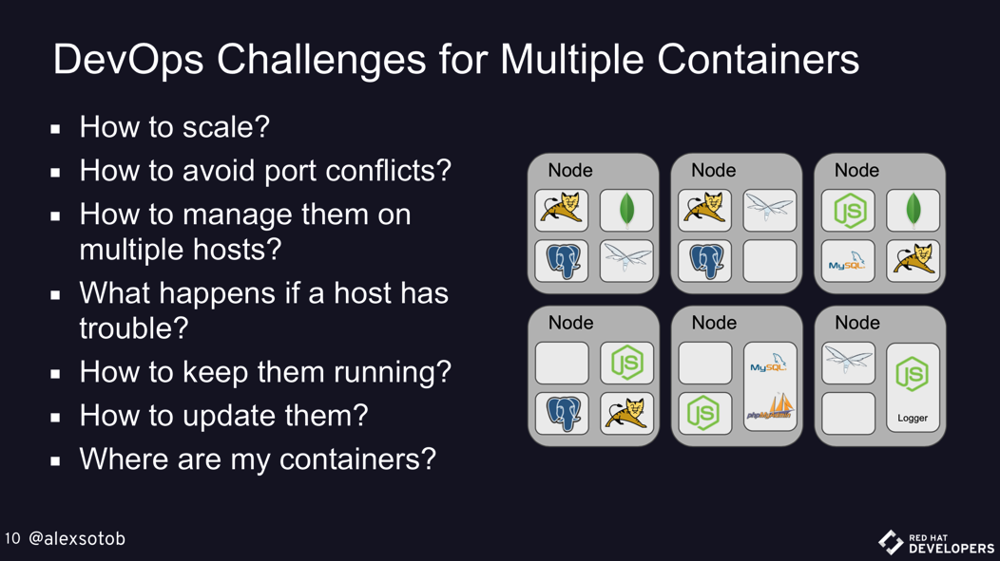 DevOps Challenges for Multiple Containers
How to scale?
How to avoid port conflicts?
How to manage them on
multiple hosts?
What happens if a host has
trouble?
How to keep them running?
How to update them?
Where are my containers?
Node
Node
Node
JS
MySQL
Node
Node
Node
JS
MySQL
JS
phpMyAdmin
JS
Logger
10 @alexsotob
RED HAT
DEVELOPERS